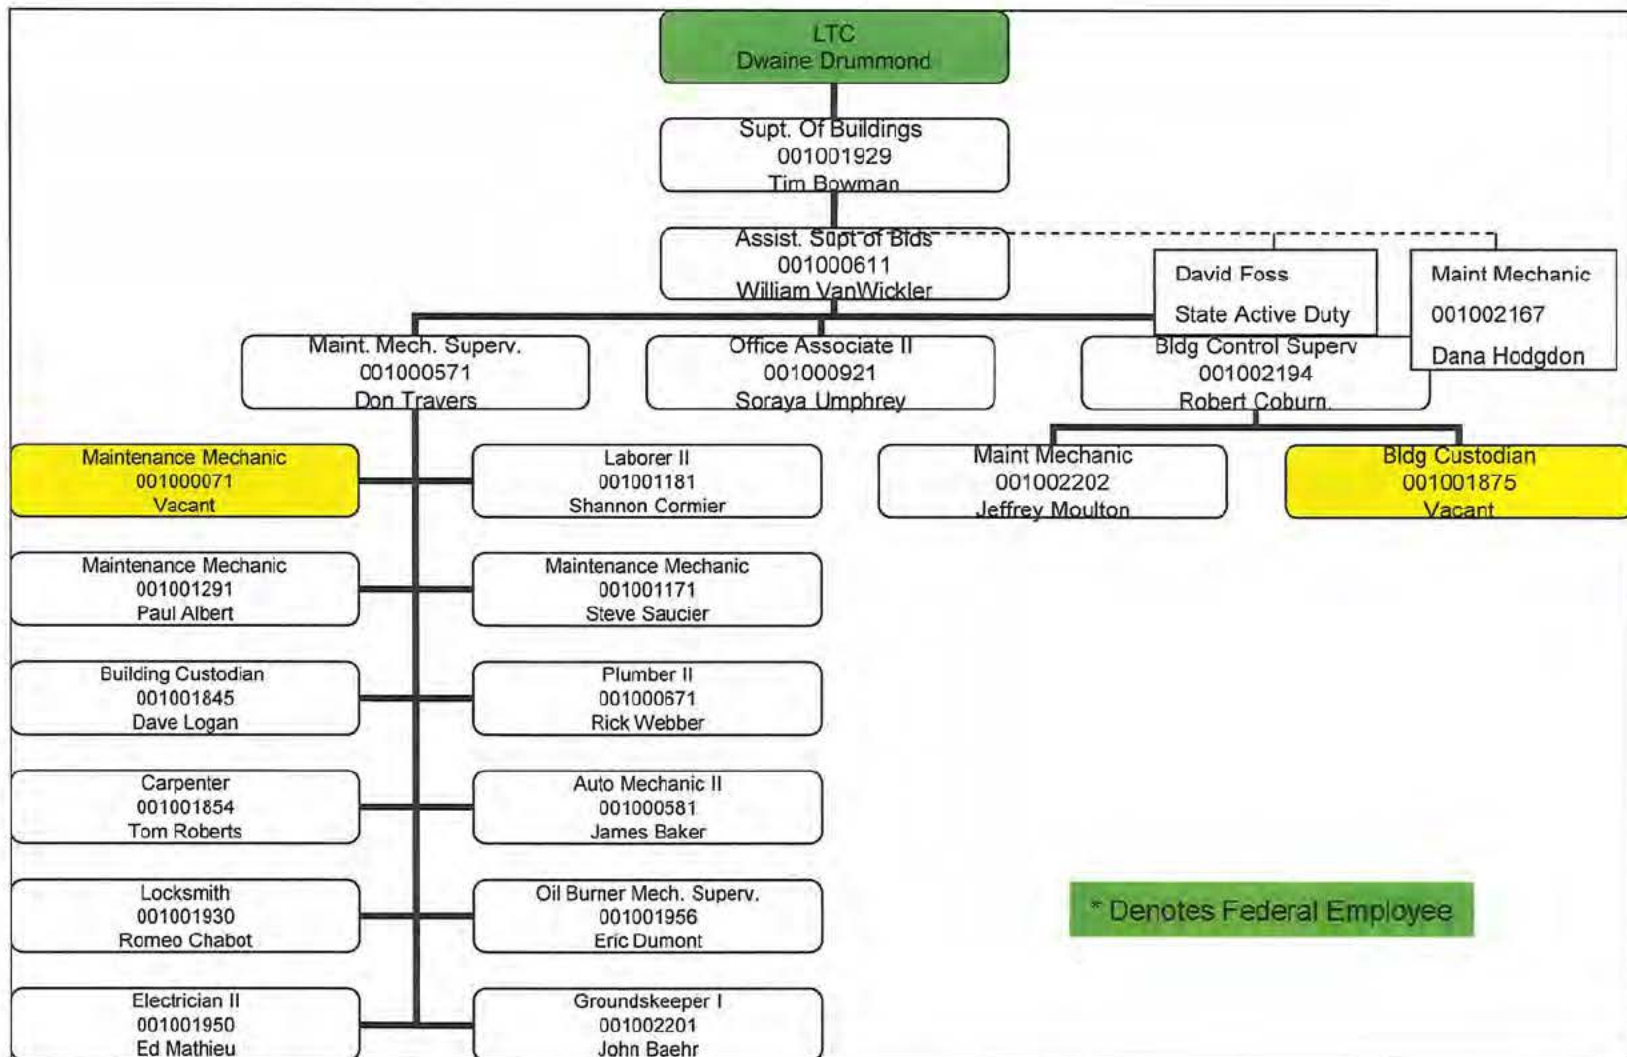 LTC
Dwaine Drummond
Supt. Of Buildings
001001929
Tim Bowman
Assist. Supt of Blds
001000611
William VanWickler
David Foss
State Active Duty
Maint Mechanic
001002167
Dana Hodgdon
Maint. Mech. Superv.
001000571
Don Travers
Office Associate II
001000921
Soraya Umphrey
Bldg Control Superv
001002194
Robert Coburn.
Maintenance Mechanic
001000071
Vacant
Laborer II
001001181
Shannon Cormier
Maint Mechanic
001002202
Jeffrey Moulton
Bldg Custodian
001001875
Vacant
Maintenance Mechanic
001001291
Paul Albert
Maintenance Mechanic
001001171
Steve Saucier
Building Custodian
001001845
Dave Logan
Plumber II
001000671
Rick Webber
Carpenter
001001854
Tom Roberts
Auto Mechanic II
001000581
James Baker
Locksmith
001001930
Romeo Chabot
Oil Burner Mech. Superv.
001001956
Eric Dumont
* Denotes Federal Employee
Electrician II
001001950
Ed Mathieu
Groundskeeper I
001002201
John Baehr